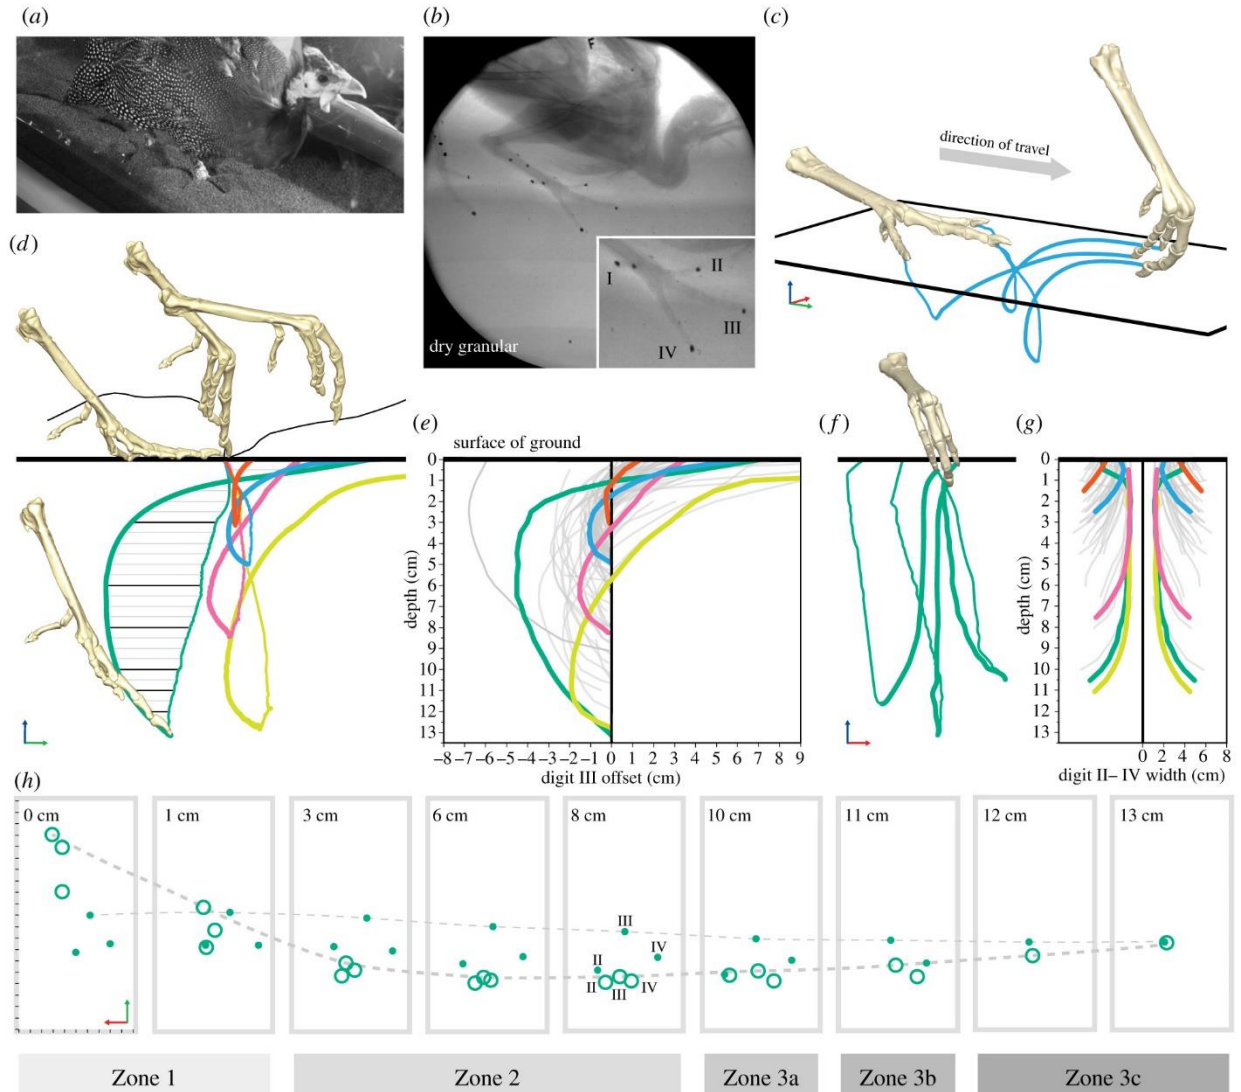 (a)
(b)
(c)
F
I
II
III
IV
dry granular
direction of travel
(d)
(e)
surface of ground
depth (cm)
0
1
2
3
4
5
6
7
8
9
10
11
12
13
−8 −7 −6 −5 −4 −3 −2 −1 0 1 2 3 4 5 6 7 8 9
digit III offset (cm)
(f)
(g)
depth (cm)
0
1
2
3
4
5
6
7
8
9
10
11
12
13
0 2 4 6 8
digit II– IV width (cm)
(h)
0 cm 1 cm 3 cm 6 cm 8 cm 10 cm 11 cm 12 cm 13 cm
III
IV
II
II III IV
Zone 1 Zone 2 Zone 3a Zone 3b Zone 3c